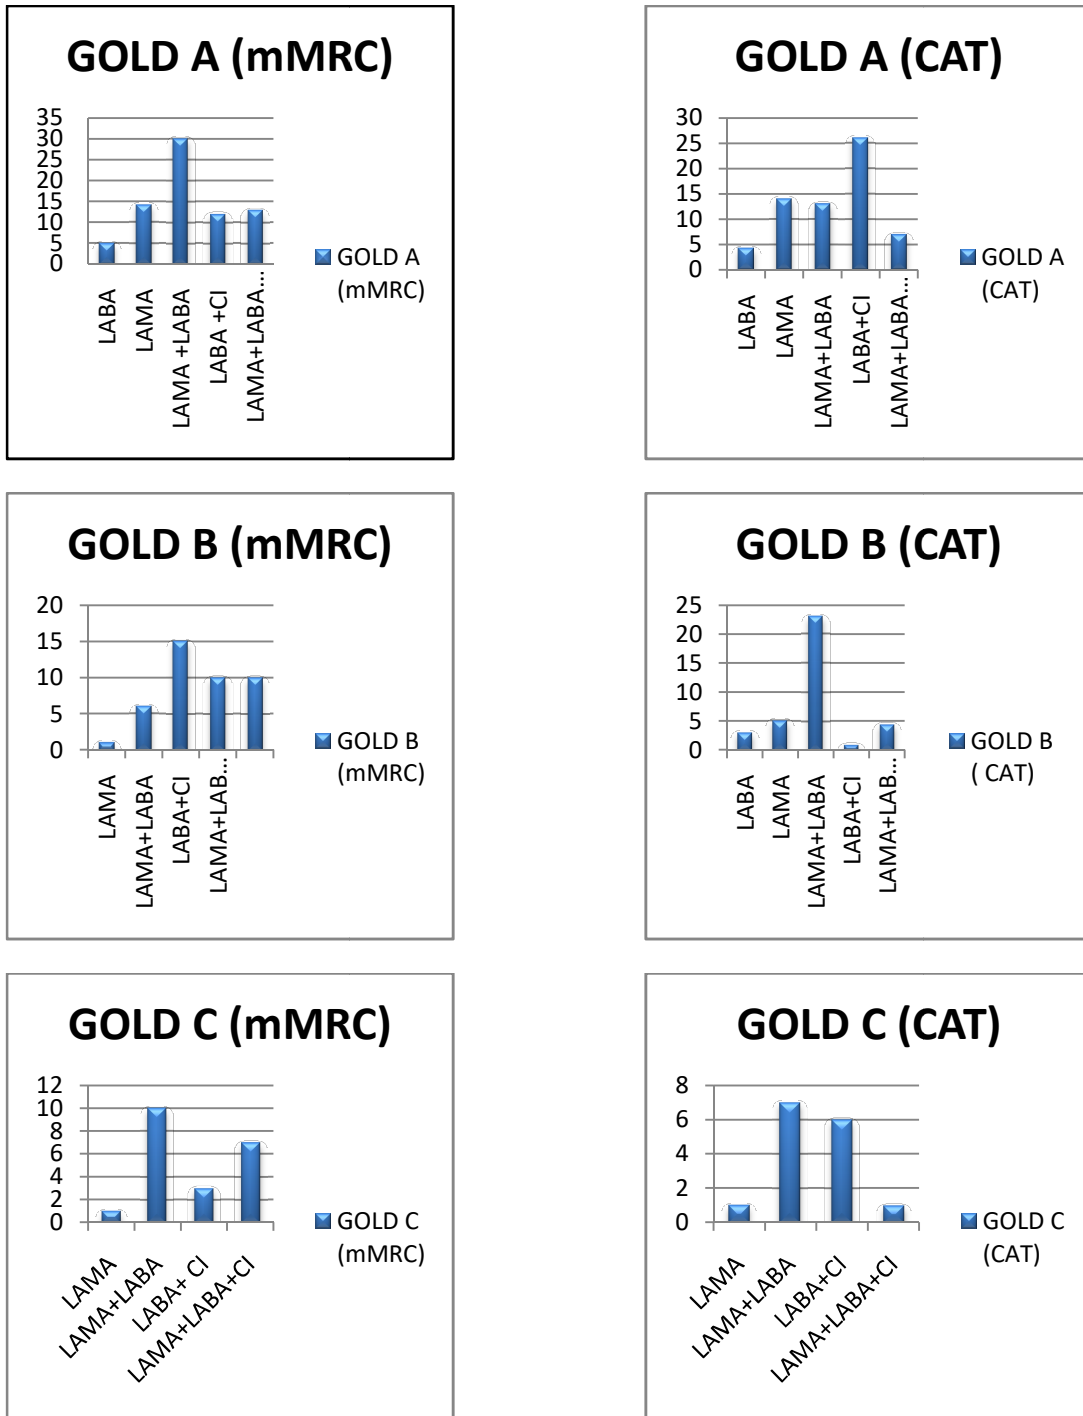 GOLD A (mMRC)
35
30
25
20
15
10
5
0
LABA
LAMA
LAMA +LABA
LABA +CI
LAMA+LABA...
GOLD A
(mMRC)
GOLD A (CAT)
30
25
20
15
10
5
0
LABA
LAMA
LAMA+LABA
LABA+CI
LAMA+LABA...
GOLD A
(CAT)
GOLD B (mMRC)
20
15
10
5
0
LAMA
LAMA+LABA
LABA+CI
LAMA+LAB...
GOLD B
(mMRC)
GOLD B (CAT)
25
20
15
10
5
0
LABA
LAMA
LAMA+LABA
LABA+CI
LAMA+LAB...
GOLD B
( CAT)
GOLD C (mMRC)
12
10
8
6
4
2
0
LAMA
LAMA+LABA
LABA+ CI
LAMA+LABA+CI
GOLD C
(mMRC)
GOLD C (CAT)
8
6
4
2
0
LAMA
LAMA+LABA
LABA+CI
LAMA+LABA+CI
GOLD C
(CAT)